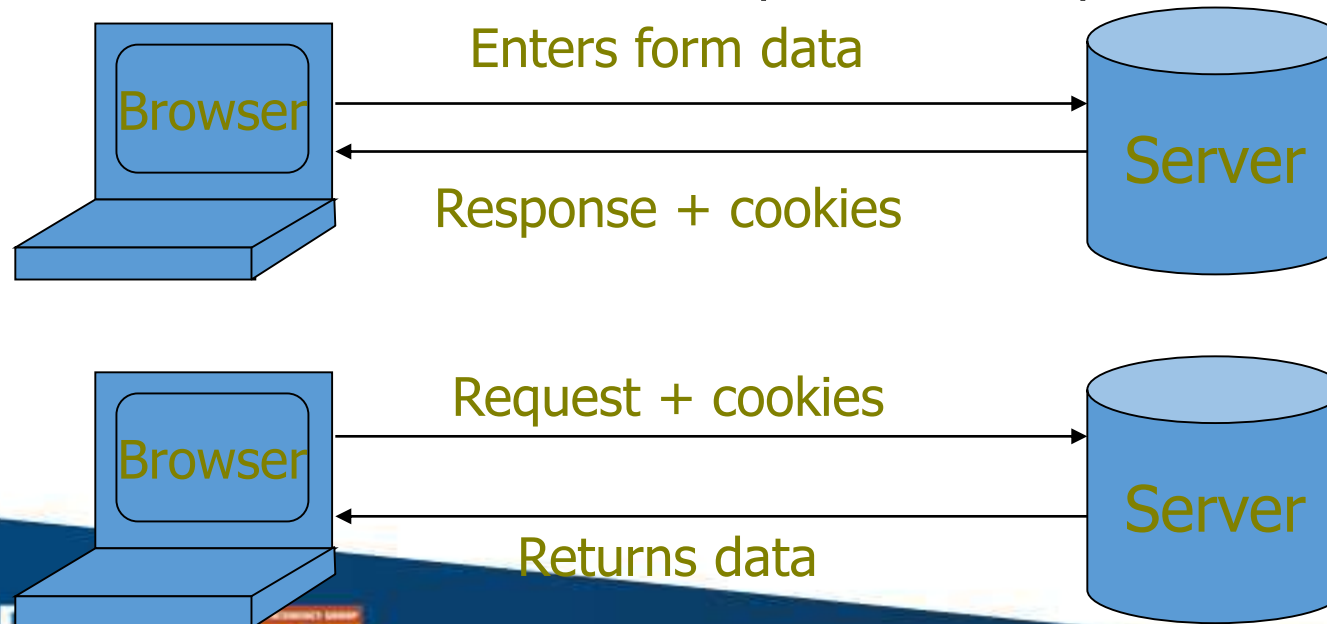 Enters form data
Browser
Server
Response + cookies
Request + cookies
Browser
Server
Returns data